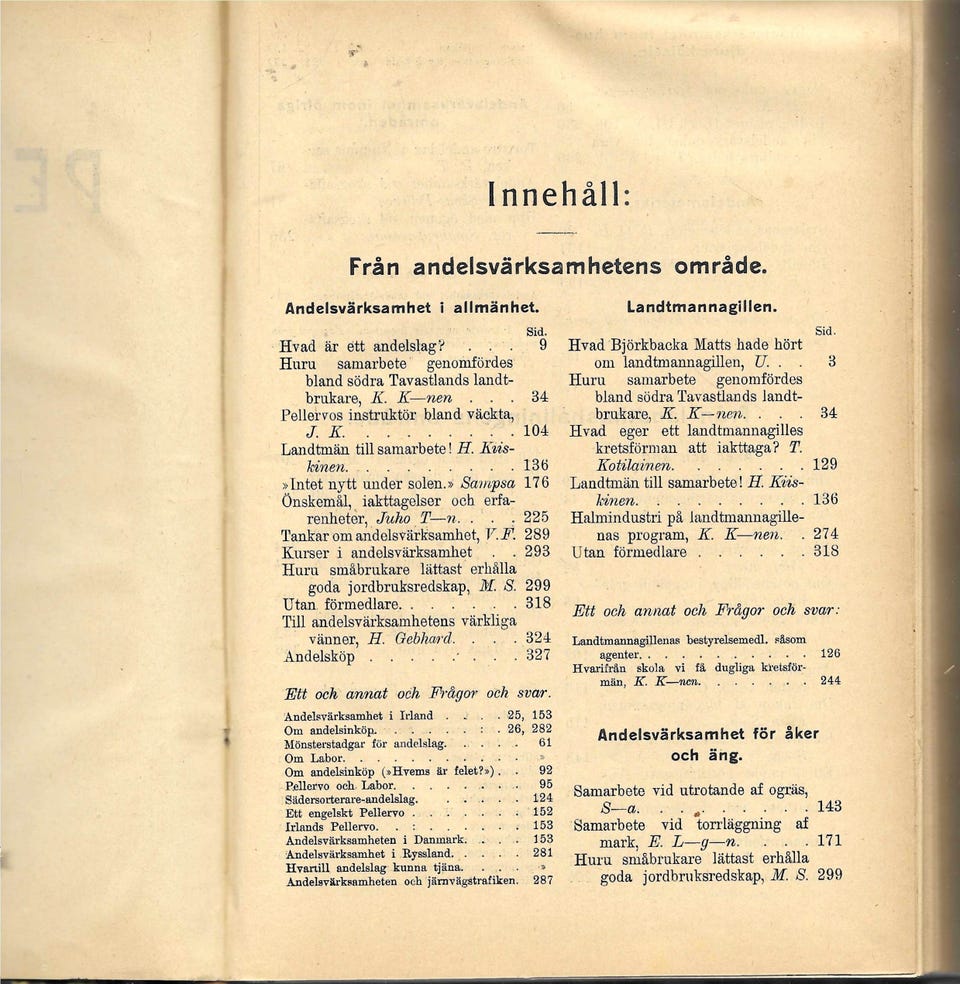 Innehåll:
Från andelsvärksamhetens område.
Andelsvärksamhet i allmänhet.
Sid.
Hvad är ett andelslag? . . . 9
Huru samarbete genomfördes
bland södra Tavastlands landt-
brukare, K. K—nen . . . 34
Pellervos instruktör bland väckta,
J. K. . . . . . . . . . 104
Landtmän till samarbete! H. Kiis-
kinen. . . . . . . . . . 136
»Intet nytt under solen.» Sampsa 176
Önskemål, iakttagelser och erfa-
renheter, Juho T—n. . . . 225
Tankar om andelsvärksamhet, V. F. 289
Kurser i andelsvärksamhet . . 293
Huru småbrukare lättast erhålla
goda jordbruksredskap, M. S. 299
Utan förmedlare. . . . . . . 318
Till andelsvärksamhetens värkliga
vänner, H. Gebhard. . . . 324
Andelsköp . . . . . . . . 327
Ett och annat och Frågor och svar.
Andelsvärksamhet i Irland . . . . 25, 153
Om andelsinköp. . . . . . . : . 26, 282
Mönsterstadgar för andelslag. . . . . . 61
Om Labor. . . . . . . . . . . »
Om andelsinköp (»Hvems är felet?») . . 92
Pellervo och Labor. . . . . . . . 95
Sädersorterare-andelslag. . . . . . . 124
Ett engelskt Pellervo . . . . . . . 152
Irlands Pellervo. . : . . . . . . 153
Andelsvärksamheten i Danmark. . . . 153
Andelsvärksamhet i Ryssland. . . . . 281
Hvartill andelslag kunna tjäna. . . . . »
Andelsvärksamheten och järnvägstrafiken. 287
Landtmannagillen.
Sid.
Hvad Björkbacka Matts hade hört
om landtmannagillen, U. . . 3
Huru samarbete genomfördes
bland södra Tavastlands landt-
brukare, K. K—nen. . . . 34
Hvad eger ett landtmannagilles
kretsförman att iakttaga? T.
Kotilainen. . . . . . . 129
Landtmän till samarbete! H. Kiis-
kinen. . . . . . . . . 136
Halmindustri på landtmannagille-
nas program, K. K—nen. . 274
Utan förmedlare . . . . . . 318
Ett och annat och Frågor och svar:
Landtmannagillenas bestyrelsemedl. såsom
agenter. . . . . . . . . . . 126
Hvarifrån skola vi få dugliga kretsför-
män, K. K—nen. . . . . . . 244
Andelsvärksamhet för åker
och äng.
Samarbete vid utrotande af ogräs,
S—a. . . . . . . . . . 143
Samarbete vid torrläggning af
mark, E. L—g—n. . . . . 171
Huru småbrukare lättast erhålla
goda jordbruksredskap, M. S. 299